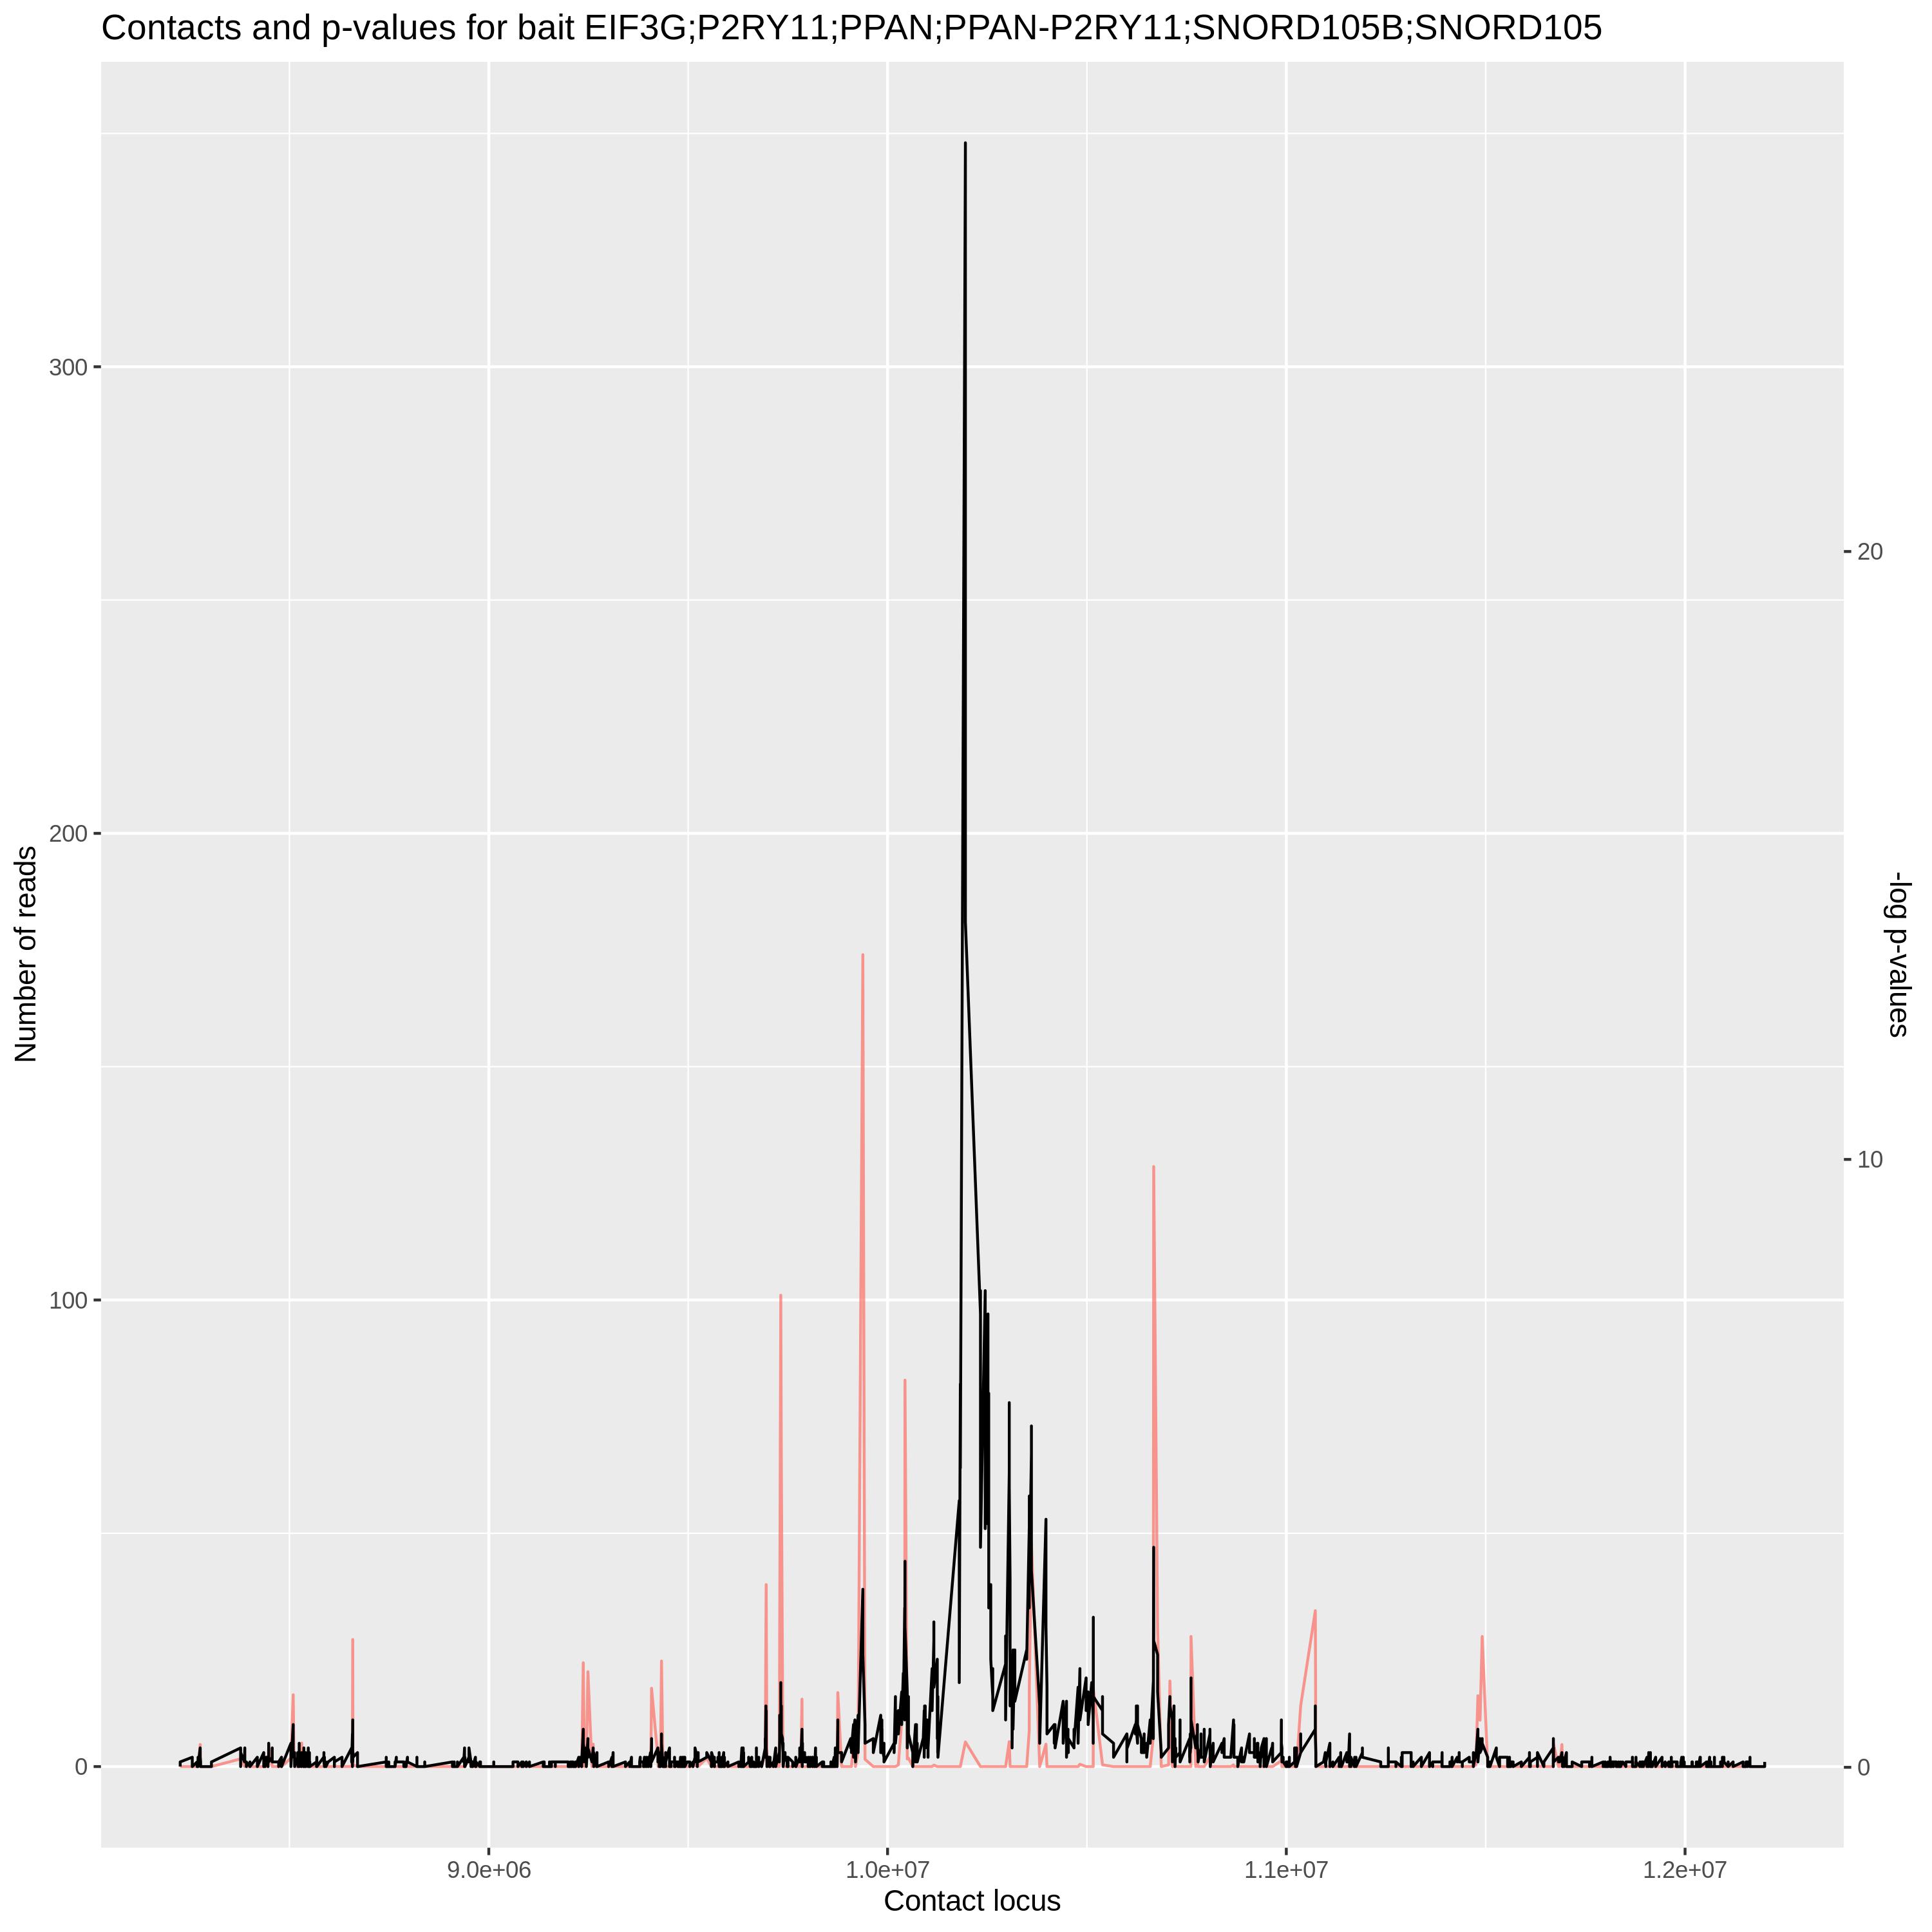 Contacts and p-values for bait EIF3G;P2RY11;PPAN;PPAN-P2RY11;SNORD105B;SNORD105
300
200
100
0
Number of reads
20
10
0
-log p-values
9.0e+06
1.0e+07
1.1e+07
1.2e+07
Contact locus